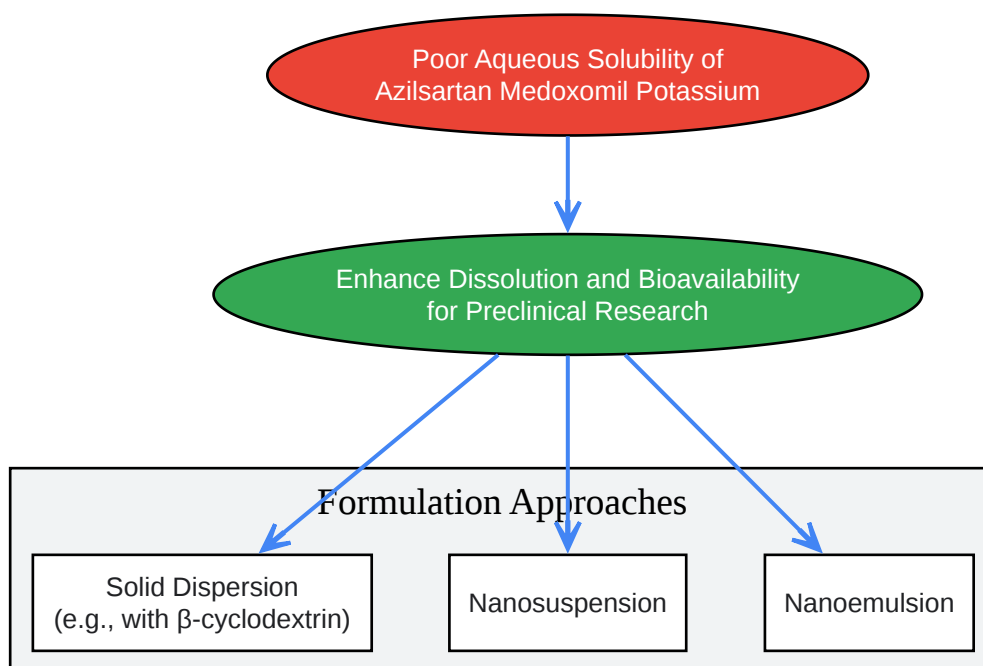 Poor Aqueous Solubility of
Azilsartan Medoxomil Potassium
Enhance Dissolution and Bioavailability
for Preclinical Research
Formulation Approaches
Solid Dispersion
(e.g., with β-cyclodextrin)
Nanosuspension
Nanoemulsion